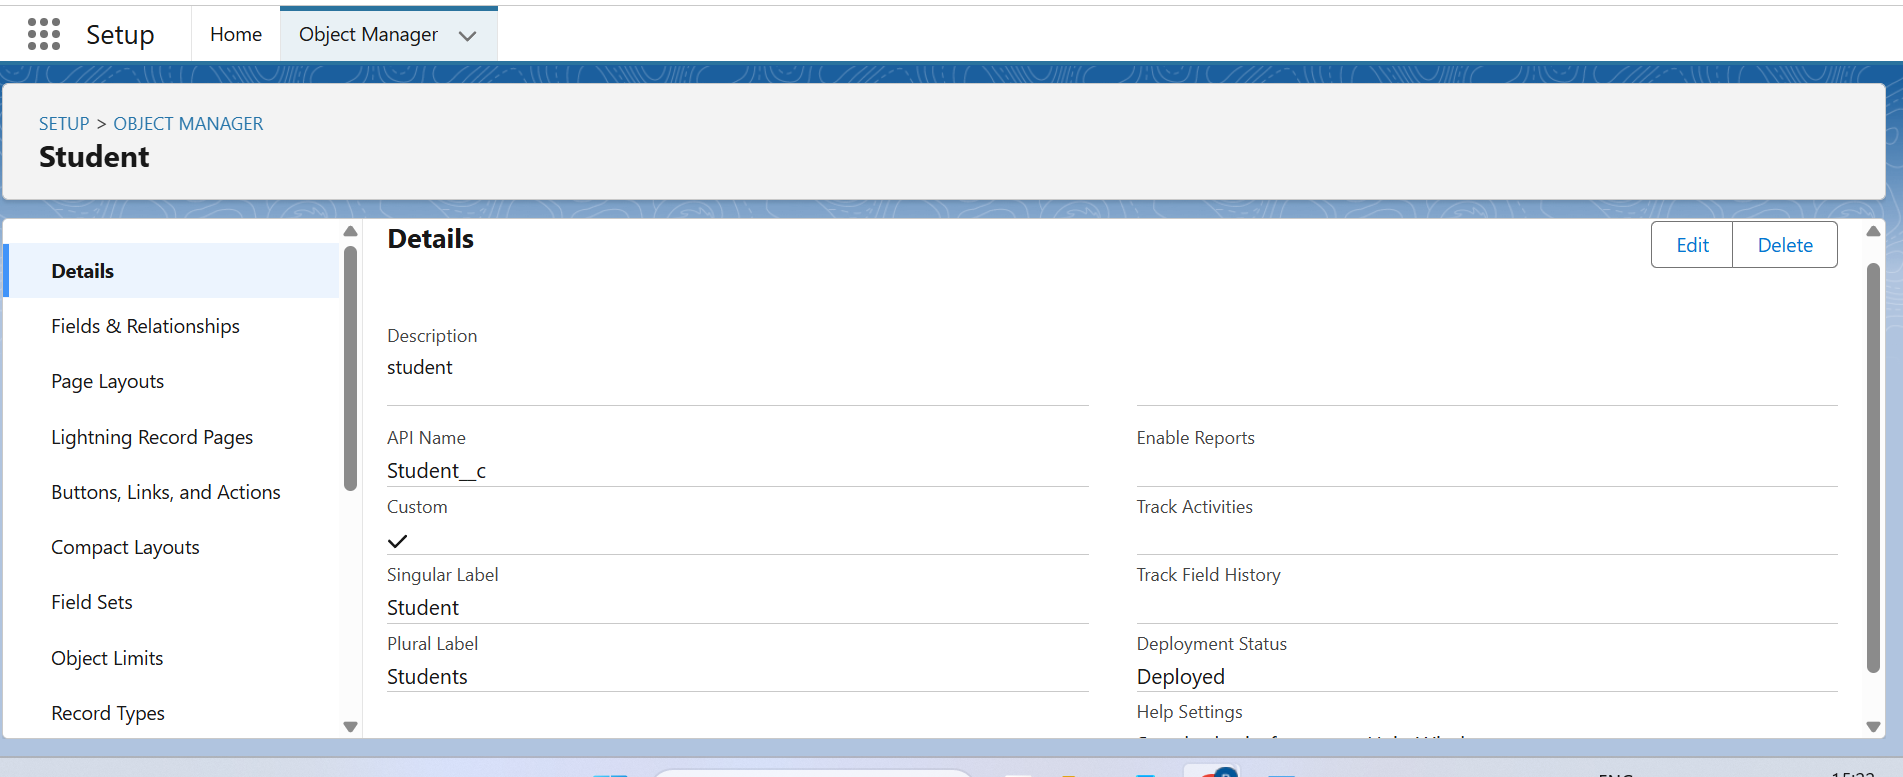 Setup
Home
Object Manager
SETUP > OBJECT MANAGER
Student
Details
Fields & Relationships
Page Layouts
Lightning Record Pages
Buttons, Links, and Actions
Compact Layouts
Field Sets
Object Limits
Record Types
Details
Edit
Delete
Description
student
API Name
Student__c
Custom
Singular Label
Student
Plural Label
Students
Enable Reports
Track Activities
Track Field History
Deployment Status
Deployed
Help Settings